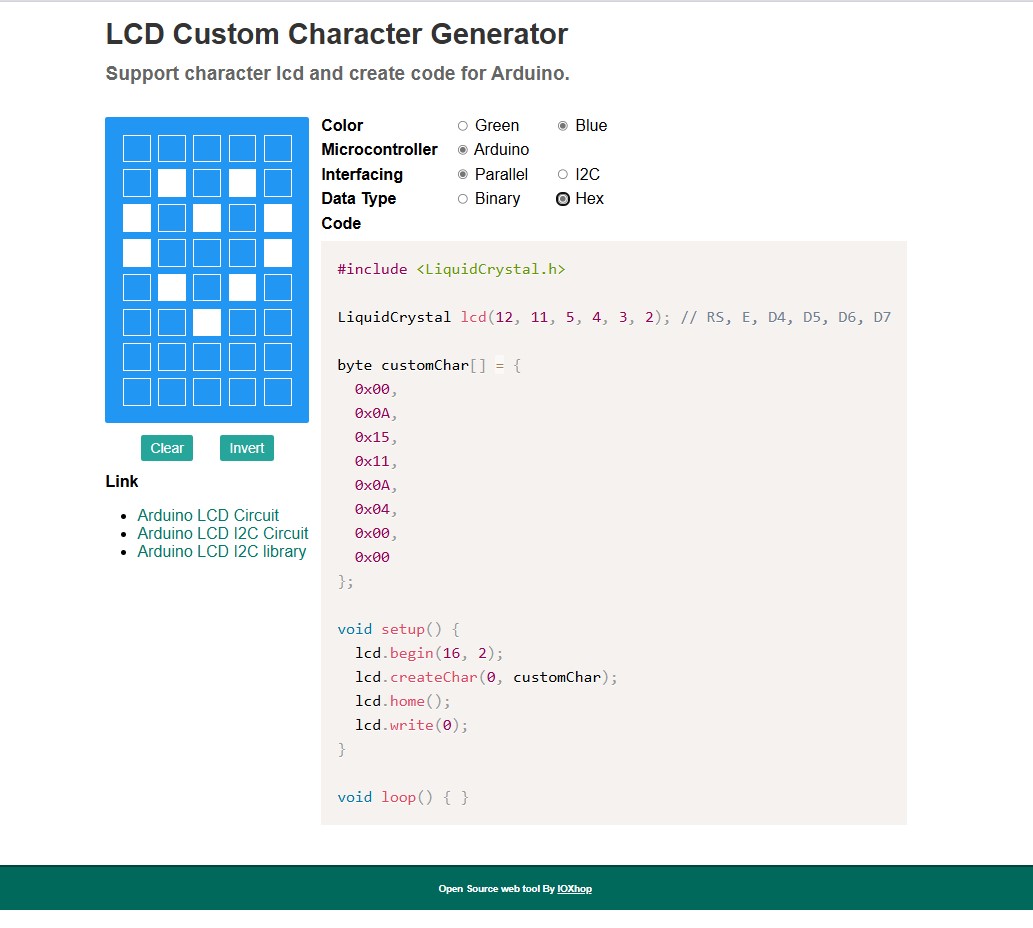 LCD Custom Character Generator
Support character lcd and create code for Arduino.
Color Green Blue
Microcontroller Arduino
Interfacing Parallel I2C
Data Type Binary Hex
Code
#include <LiquidCrystal.h>
LiquidCrystal lcd(12, 11, 5, 4, 3, 2); // RS, E, D4, D5, D6, D7
byte customChar[] = {
0x00,
0x0A,
0x15,
0x11,
0x0A,
0x04,
0x00,
0x00
};
void setup() {
lcd.begin(16, 2);
lcd.createChar(0, customChar);
lcd.home();
lcd.write(0);
}
void loop() { }
Clear Invert
Link
Arduino LCD Circuit
Arduino LCD I2C Circuit
Arduino LCD I2C library
Open Source web tool By IOXhop